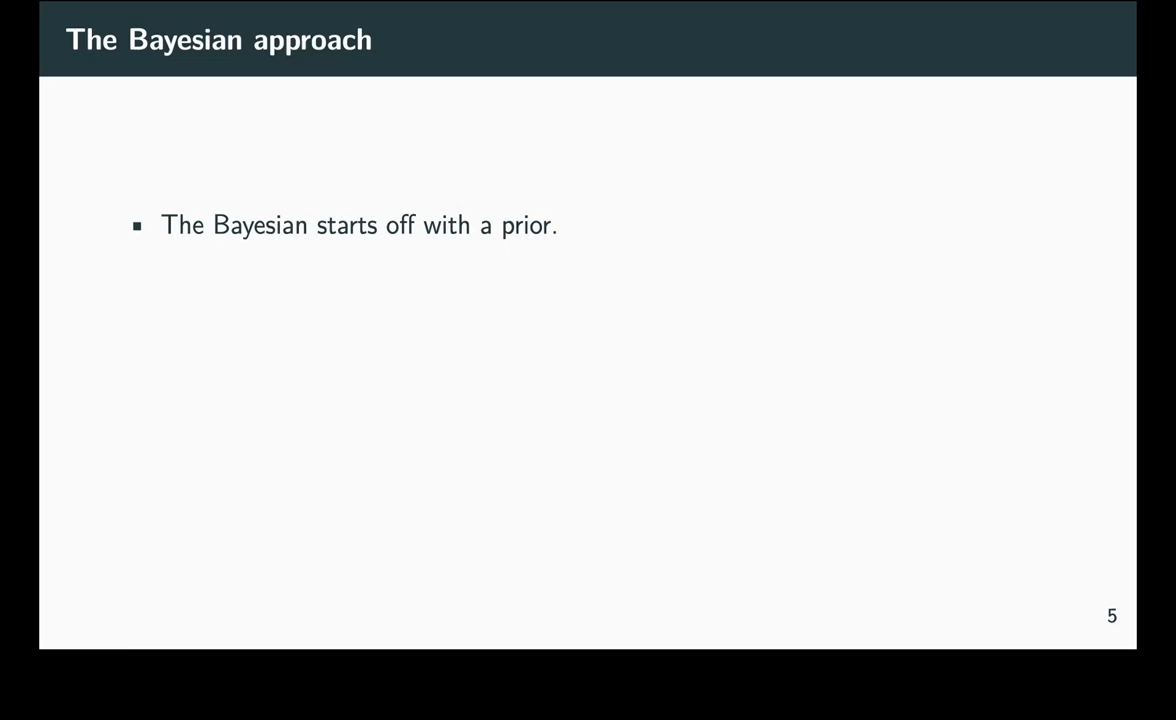 The Bayesian approach
▪ The Bayesian starts off with a prior.
5